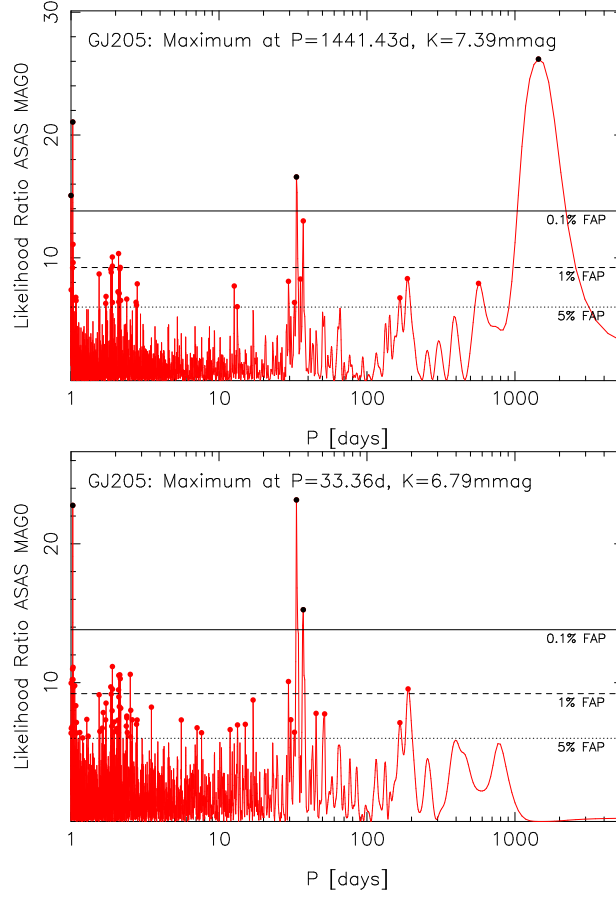 GJ205: Maximum at P=1441.43d, K=7.39mmag
Likelihood Ratio ASAS MAG0
30
20
10
0.1% FAP
1% FAP
5% FAP
1
10
100
1000
P [days]
GJ205: Maximum at P=33.36d, K=6.79mmag
Likelihood Ratio ASAS MAG0
20
10
0.1% FAP
1% FAP
5% FAP
1
10
100
1000
P [days]